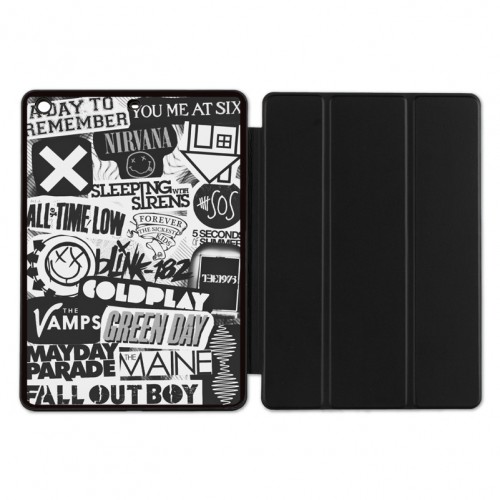 A DAY TO
REMEMBER
YOU ME AT SIX
NIRVANA
SLEEPING WITH
SIRENS
SOS
5 SECONDS
OF SUMMER
ALL TIME LOW
FOREVER
THE SICKEST
KIDS
blink-182
THE 1975
COLDPLAY
THE
VAMPS
GREEN DAY
MAYDAY
PARADE
THE
MAINE
FALL OUT BOY